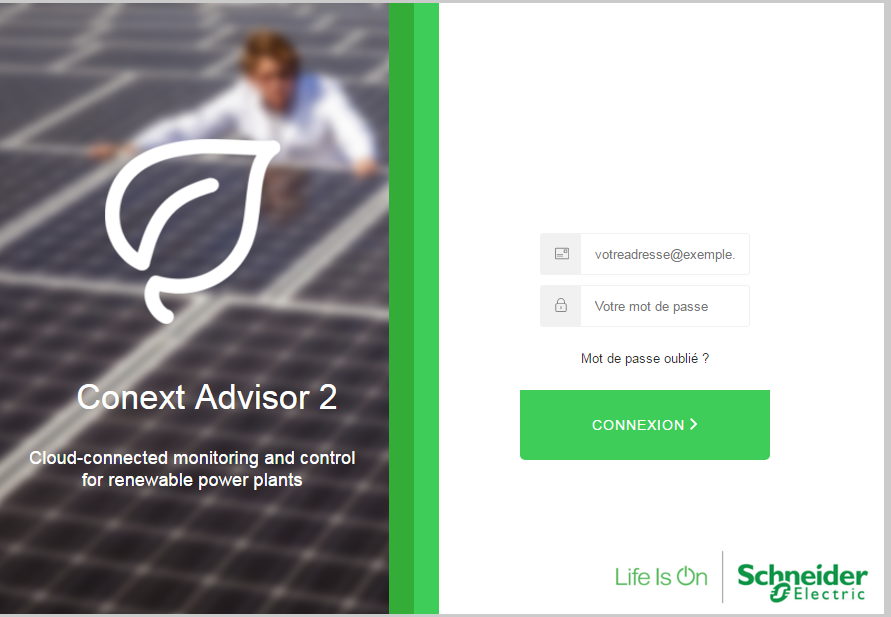 Conext Advisor 2
Cloud-connected monitoring and control
for renewable power plants
votreadresse@exemple.
Votre mot de passe
Mot de passe oublié ?
CONNEXION
Life Is On
Schneider
Electric